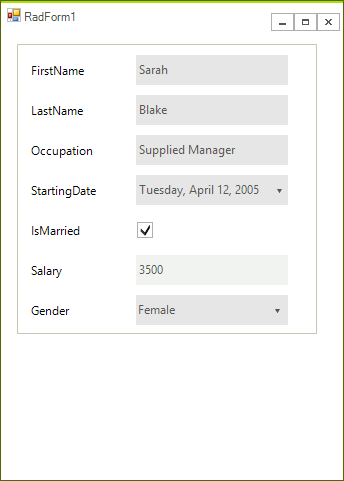 RadForm1
FirstName Sarah
LastName Blake
Occupation Supplied Manager
StartingDate Tuesday, April 12, 2005
IsMarried
Salary 3500
Gender Female